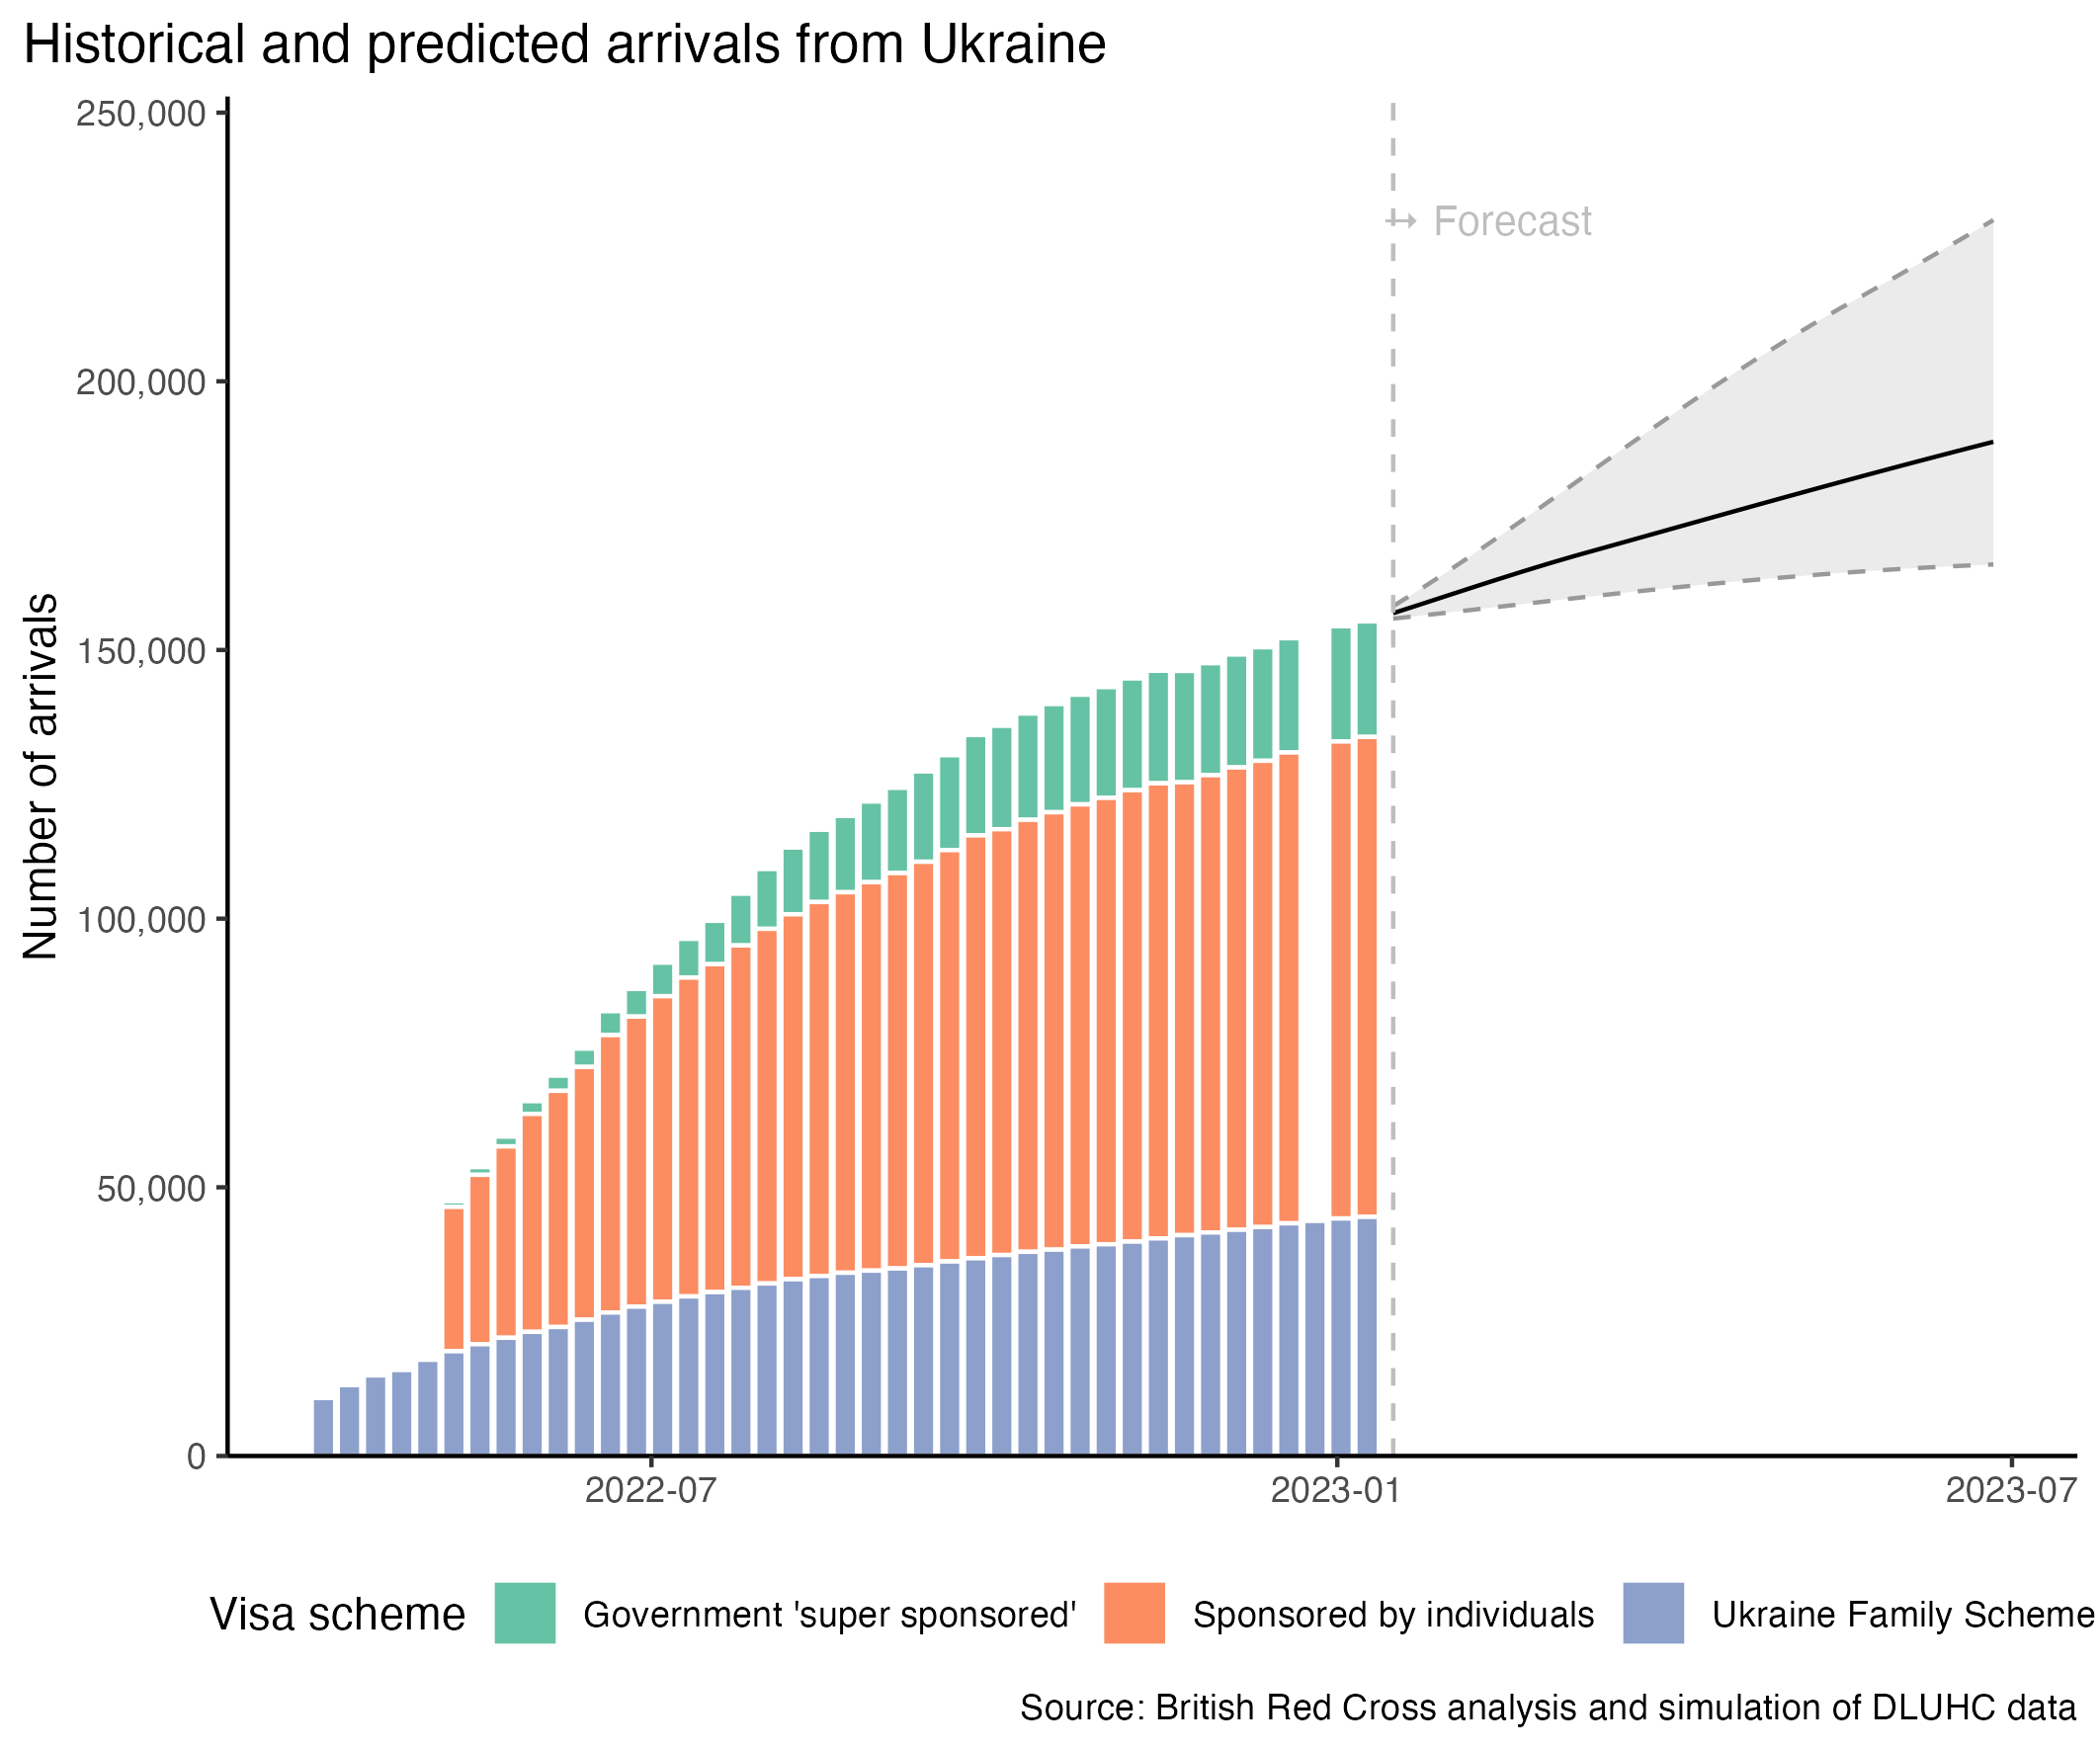 Historical and predicted arrivals from Ukraine
250,000
200,000
150,000
100,000
50,000
0
Number of arrivals
→ Forecast
2022-07 2023-01 2023-07
Visa scheme Government 'super sponsored' Sponsored by individuals Ukraine Family Scheme
Source: British Red Cross analysis and simulation of DLUHC data